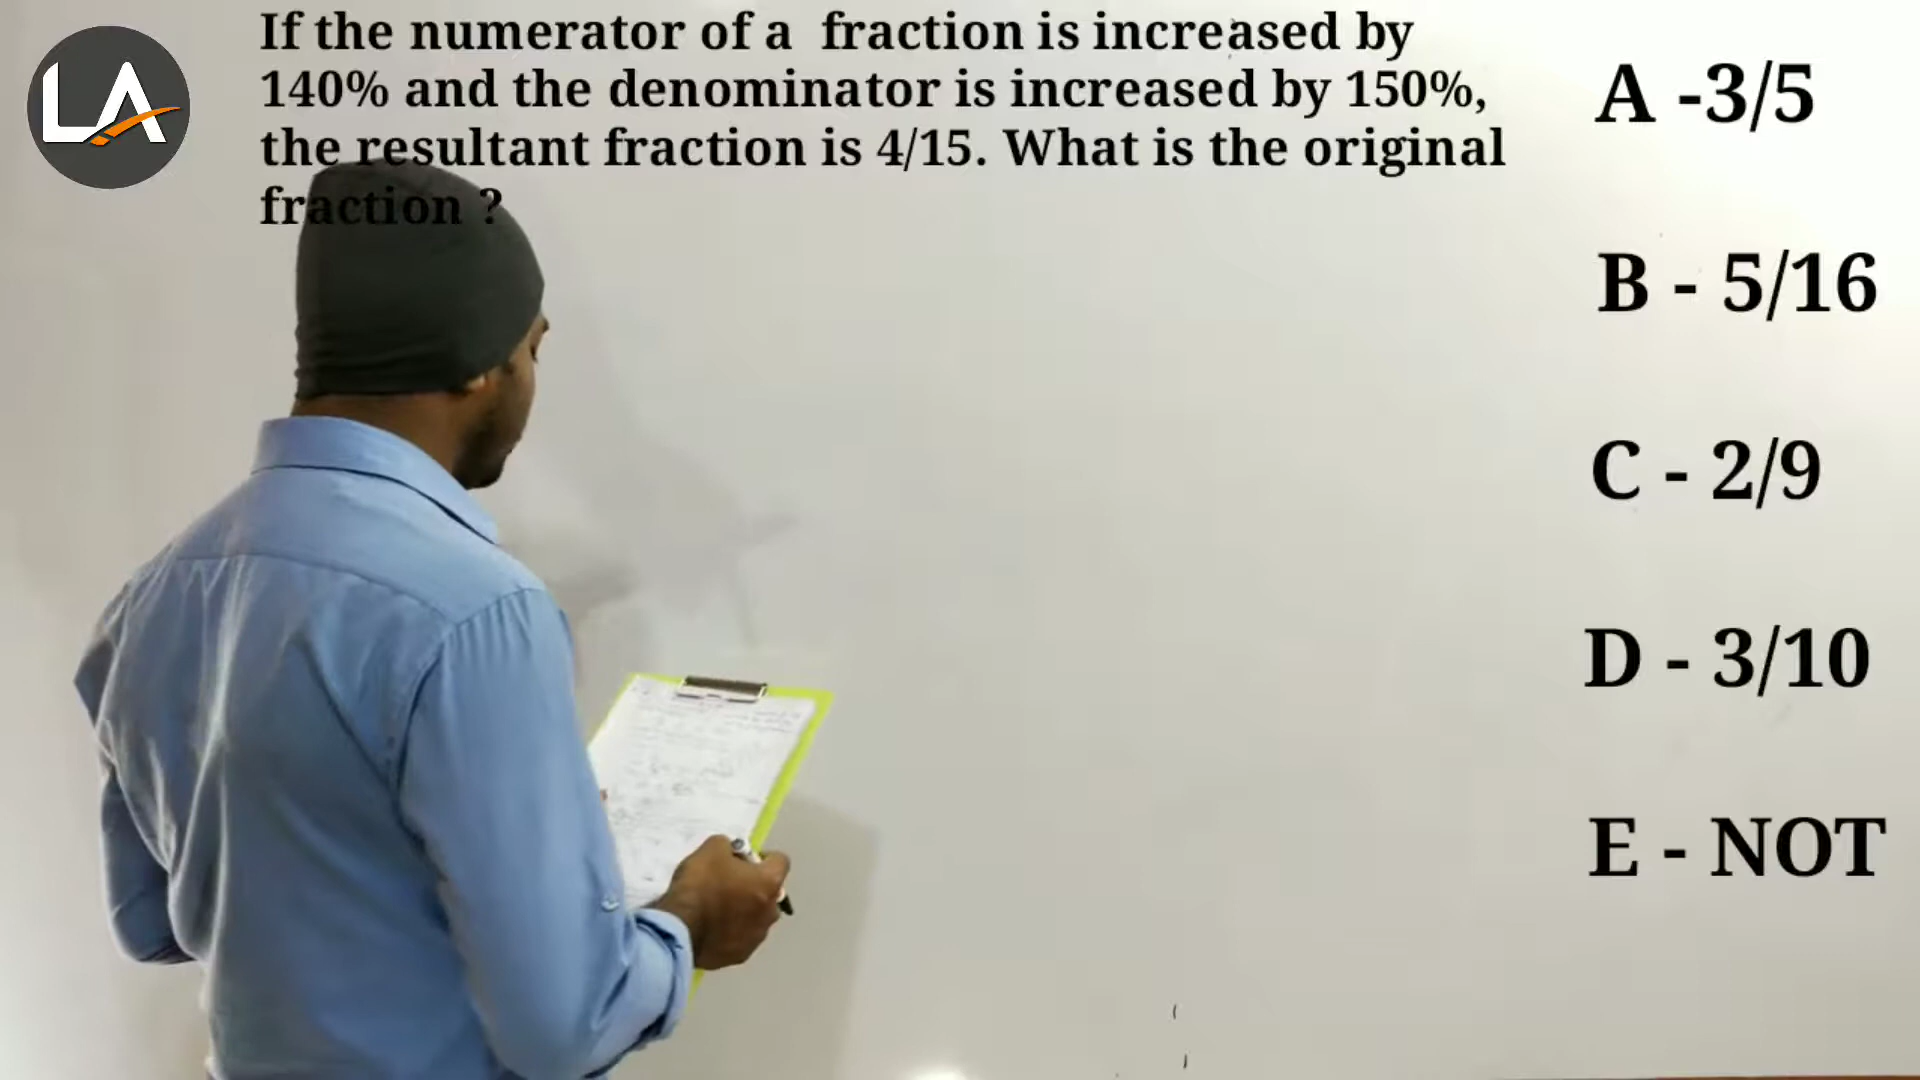 LA
If the numerator of a fraction is increased by
140% and the denominator is increased by 150%,
the resultant fraction is 4/15. What is the original
fraction ?
A -3/5
B - 5/16
C - 2/9
D - 3/10
E - NOT